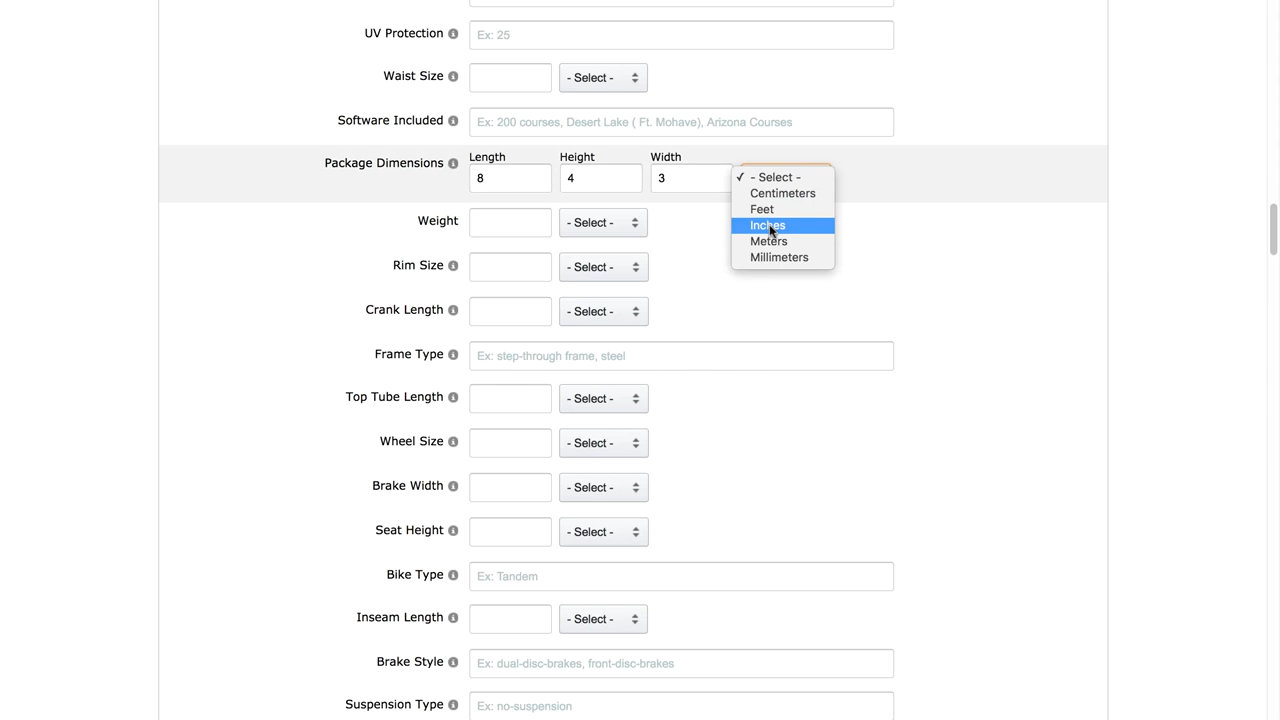 UV Protection Ex: 25
Waist Size - Select -
Software Included Ex: 200 courses, Desert Lake ( Ft. Mohave), Arizona Courses
Length Height Width
Package Dimensions 8 4 3
✓ - Select -
Centimeters
Feet
Inches
Meters
Millimeters
Weight - Select -
Rim Size - Select -
Crank Length - Select -
Frame Type Ex: step-through frame, steel
Top Tube Length - Select -
Wheel Size - Select -
Brake Width - Select -
Seat Height - Select -
Bike Type Ex: Tandem
Inseam Length - Select -
Brake Style Ex: dual-disc-brakes, front-disc-brakes
Suspension Type Ex: no-suspension